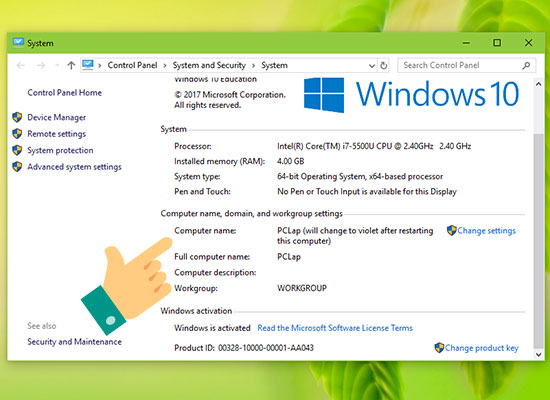 System
Control Panel > System and Security > System
Search Control Panel
Control Panel Home
Device Manager
Remote settings
System protection
Advanced system settings
See also
Security and Maintenance
Windows 10 Education
© 2017 Microsoft Corporation.
All rights reserved.
Windows 10
System
Processor: Intel(R) Core(TM) i7-5500U CPU @ 2.40GHz 2.40 GHz
Installed memory (RAM): 4.00 GB
System type: 64-bit Operating System, x64-based processor
Pen and Touch: No Pen or Touch Input is available for this Display
Computer name, domain, and workgroup settings
Computer name: PCLap (will change to violet after restarting
this computer)
Change settings
Full computer name: PCLap
Computer description:
Workgroup: WORKGROUP
Windows activation
Windows is activated Read the Microsoft Software License Terms
Product ID: 00328-10000-00001-AA043
Change product key